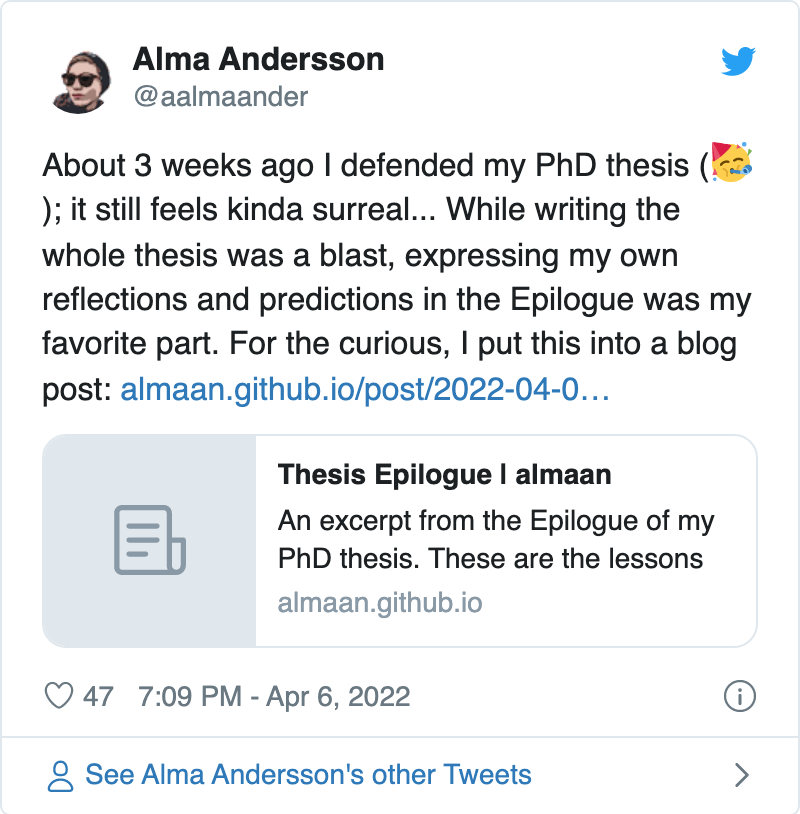 Alma Andersson
@aalmaander
About 3 weeks ago I defended my PhD thesis (🥳
); it still feels kinda surreal... While writing the
whole thesis was a blast, expressing my own
reflections and predictions in the Epilogue was my
favorite part. For the curious, I put this into a blog
post: almaan.github.io/post/2022-04-0…
Thesis Epilogue | almaan
An excerpt from the Epilogue of my
PhD thesis. These are the lessons
almaan.github.io
47 7:09 PM - Apr 6, 2022
See Alma Andersson's other Tweets